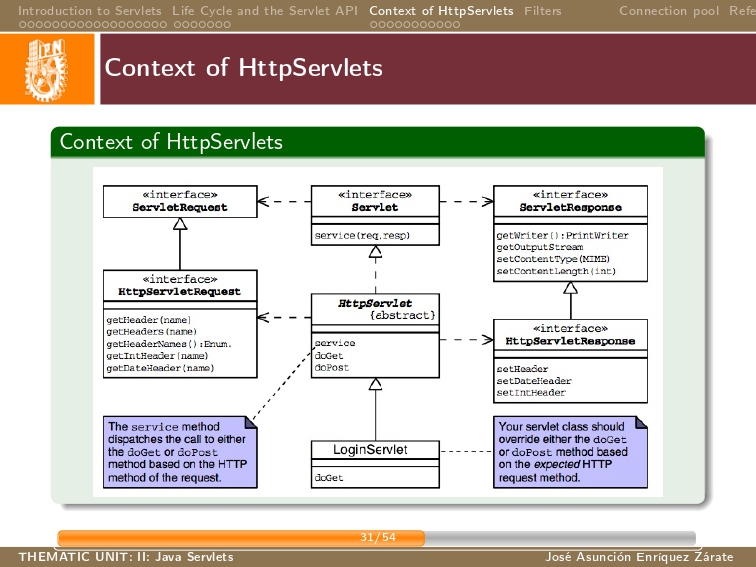 Introduction to Servlets Life Cycle and the Servlet API Context of HttpServlets Filters Connection pool Refe
IPN
Context of HttpServlets
Context of HttpServlets
«interface»
ServletRequest
«interface»
Servlet
service(req,resp)
«interface»
ServletResponse
getWriter():PrintWriter
getOutputStream
setContentType(MIME)
setContentLength(int)
«interface»
HttpServletRequest
getHeader(name)
getHeaders(name)
getHeaderNames():Enum.
getIntHeader(name)
getDateHeader(name)
HttpServlet
{abstract}
service
doGet
doPost
«interface»
HttpServletResponse
setHeader
setDateHeader
setIntHeader
The service method
dispatches the call to either
the doGet or doPost
method based on the HTTP
method of the request.
LoginServlet
doGet
Your servlet class should
override either the doGet
or doPost method based
on the expected HTTP
request method.
31/54
THEMATIC UNIT: II: Java Servlets
José Asunción Enríquez Zárate